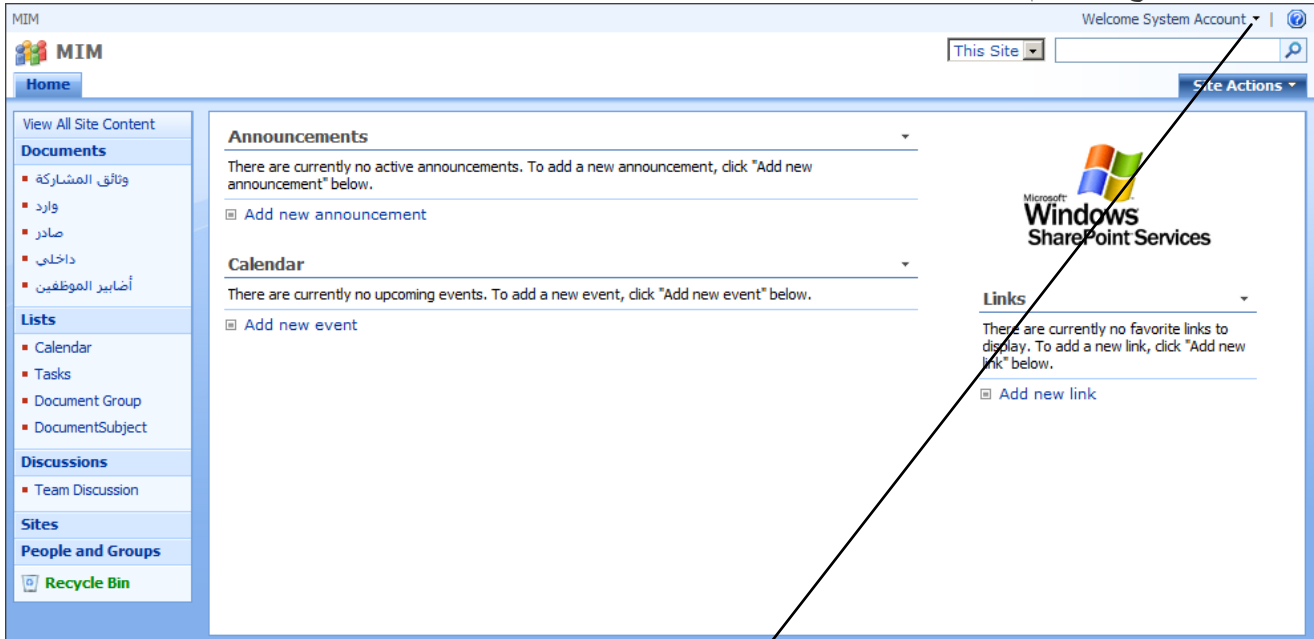 MIM
Welcome System Account
MIM
This Site
Home
Site Actions
View All Site Content
Documents
وثائق المشاركة
وارد
صادر
داخلي
أضابير الموظفين
Lists
Calendar
Tasks
Document Group
DocumentSubject
Discussions
Team Discussion
Sites
People and Groups
Recycle Bin
Announcements
There are currently no active announcements. To add a new announcement, click "Add new
announcement" below.
Add new announcement
Calendar
There are currently no upcoming events. To add a new event, click "Add new event" below.
Add new event
Microsoft
Windows
SharePoint Services
Links
There are currently no favorite links to
display. To add a new link, click "Add new
link" below.
Add new link